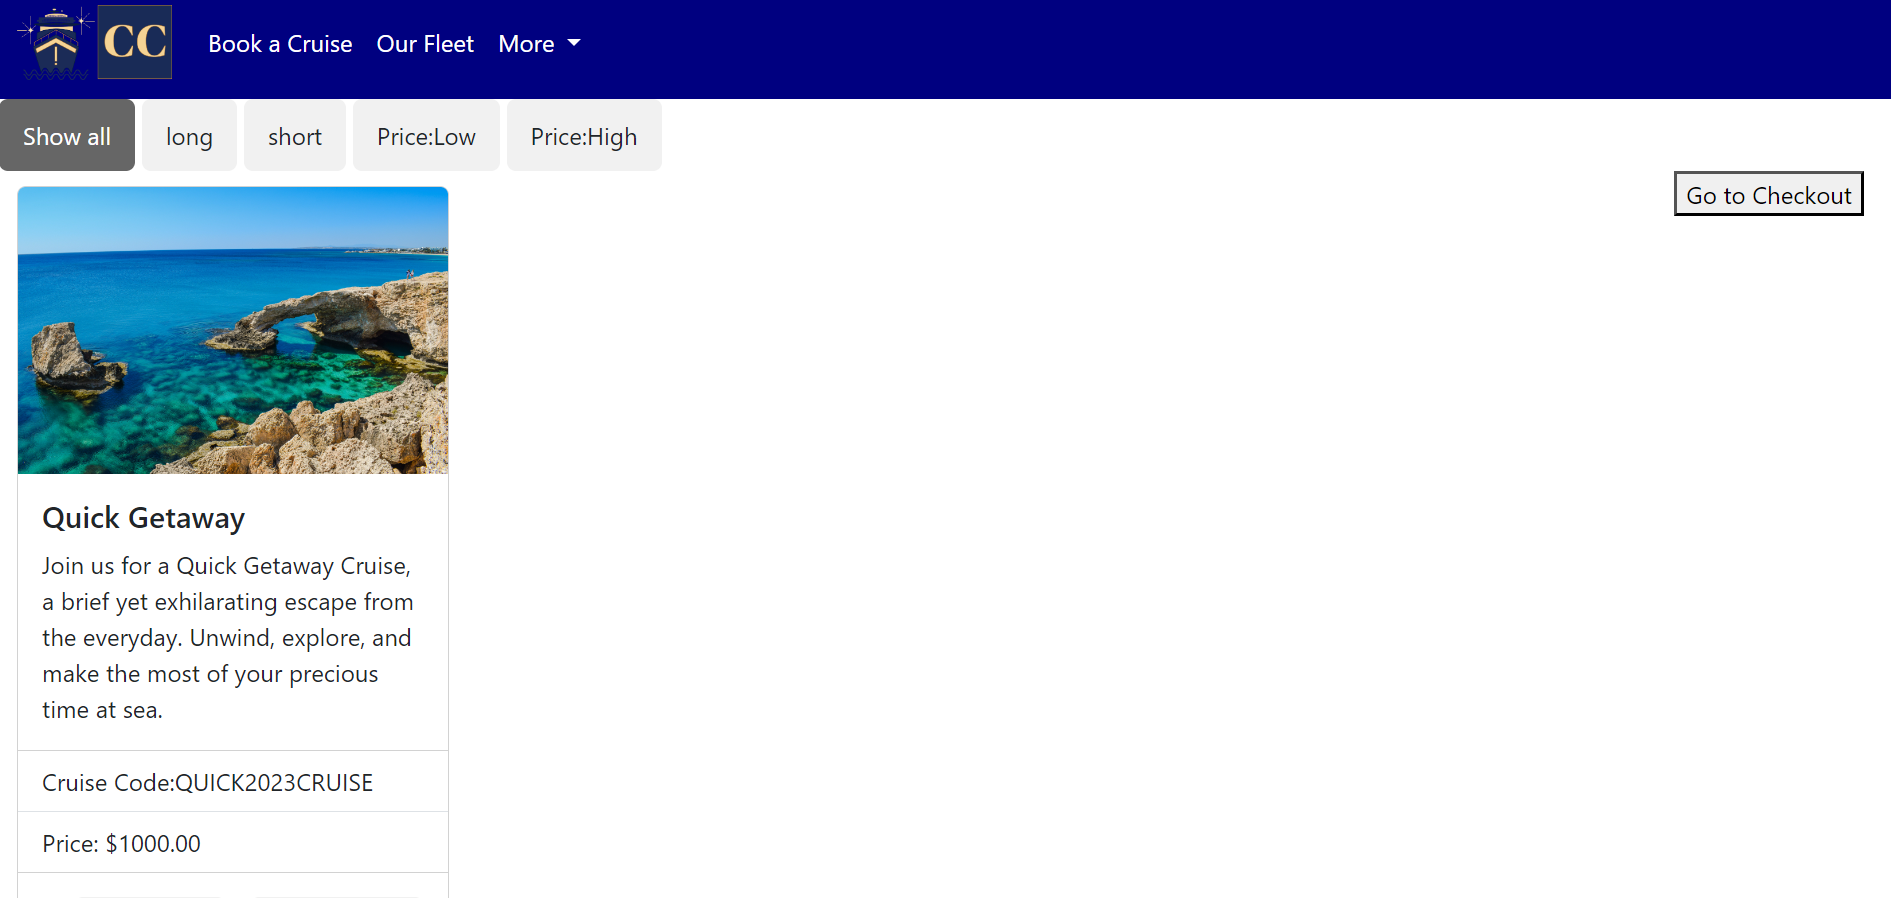 CC
Book a Cruise
Our Fleet
More
Show all
long
short
Price:Low
Price:High
Go to Checkout
Quick Getaway
Join us for a Quick Getaway Cruise,
a brief yet exhilarating escape from
the everyday. Unwind, explore, and
make the most of your precious
time at sea.
Cruise Code:QUICK2023CRUISE
Price: $1000.00